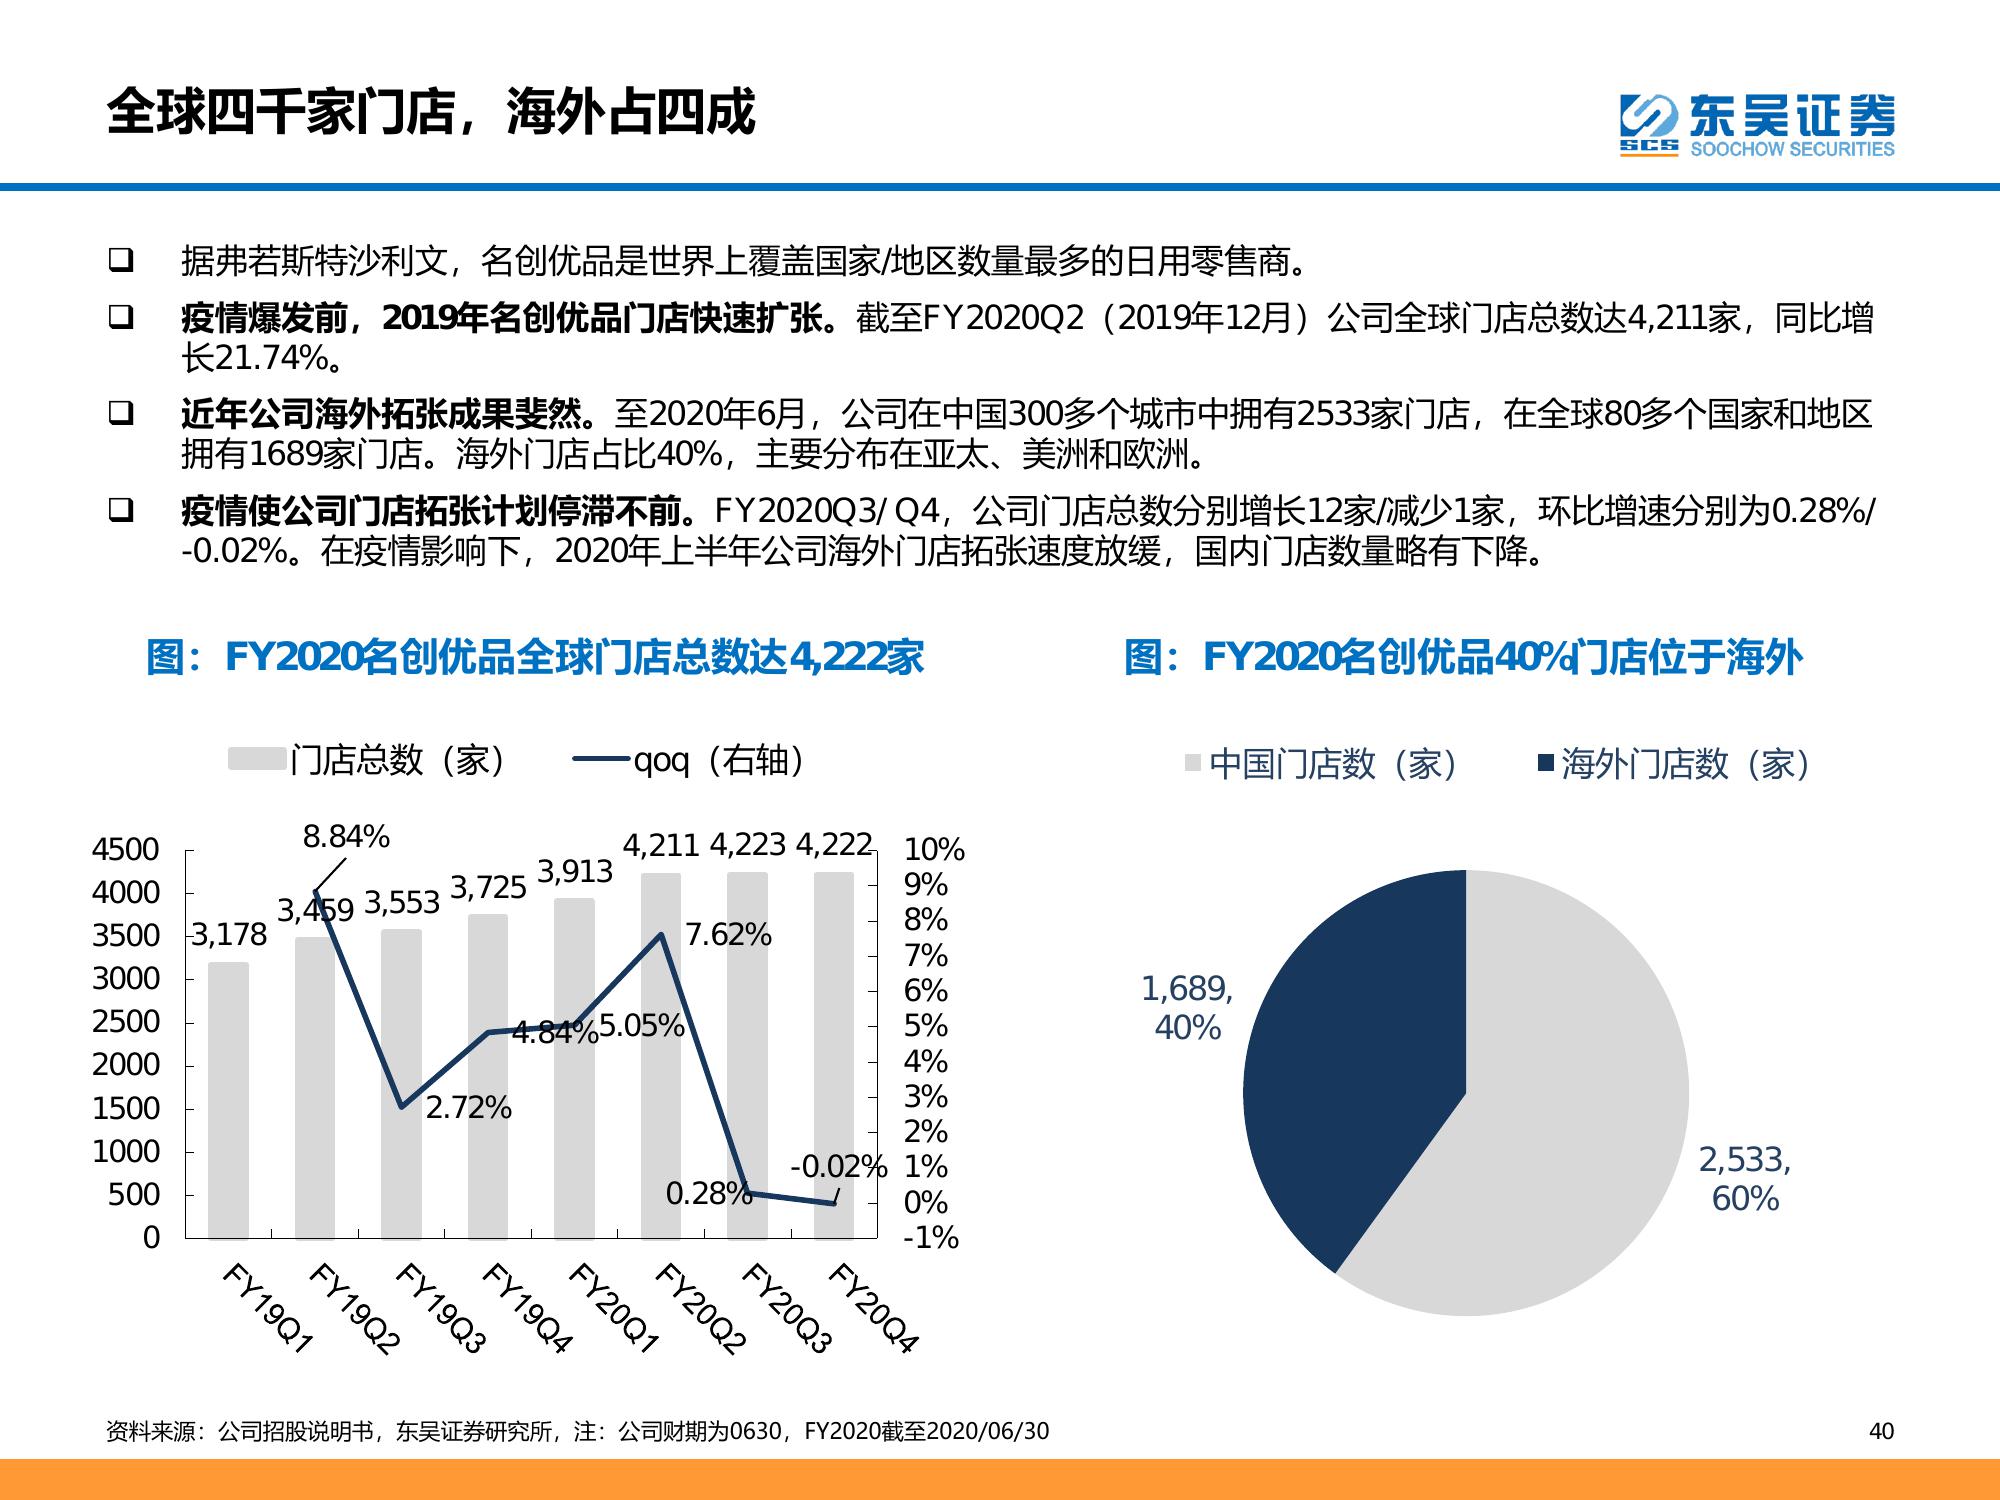 全球四千家门店，海外占四成
东吴证券
SCS
SOOCHOW SECURITIES
❑ 据弗若斯特沙利文，名创优品是世界上覆盖国家/地区数量最多的日用零售商。
❑ 疫情爆发前，2019年名创优品门店快速扩张。截至FY2020Q2（2019年12月）公司全球门店总数达4,211家，同比增
长21.74%。
❑ 近年公司海外拓张成果斐然。至2020年6月，公司在中国300多个城市中拥有2533家门店，在全球80多个国家和地区
拥有1689家门店。海外门店占比40%，主要分布在亚太、美洲和欧洲。
❑ 疫情使公司门店拓张计划停滞不前。FY2020Q3/ Q4，公司门店总数分别增长12家/减少1家，环比增速分别为0.28%/
-0.02%。在疫情影响下，2020年上半年公司海外门店拓张速度放缓，国内门店数量略有下降。
图：FY2020名创优品全球门店总数达4,222家
门店总数（家） qoq（右轴）
4500
4000
3500
3000
2500
2000
1500
1000
500
0
3,178
3,459
3,553
3,725
3,913
4,211
4,223
4,222
8.84%
2.72%
4.84%
5.05%
7.62%
0.28%
-0.02%
10%
9%
8%
7%
6%
5%
4%
3%
2%
1%
0%
-1%
FY19Q1
FY19Q2
FY19Q3
FY19Q4
FY20Q1
FY20Q2
FY20Q3
FY20Q4
图：FY2020名创优品40%门店位于海外
中国门店数（家） 海外门店数（家）
1,689,
40%
2,533,
60%
资料来源：公司招股说明书，东吴证券研究所，注：公司财期为0630，FY2020截至2020/06/30
40